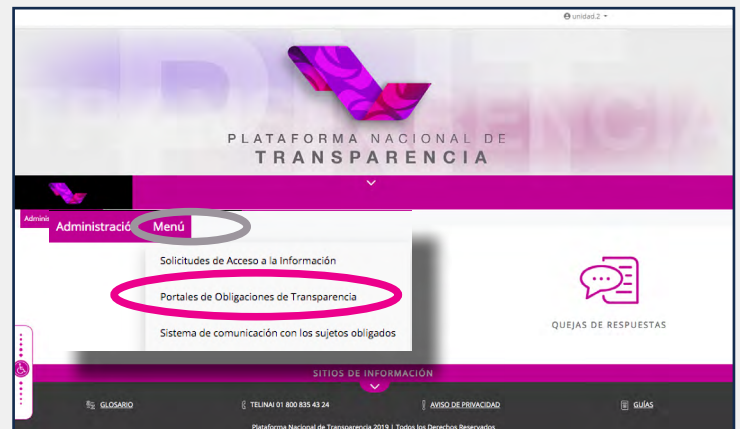 unidad.2
PLATAFORMA NACIONAL DE
TRANSPARENCIA
Administració Menú
Solicitudes de Acceso a la Información
Portales de Obligaciones de Transparencia
Sistema de comunicación con los sujetos obligados
QUEJAS DE RESPUESTAS
SITIOS DE INFORMACIÓN
GLOSARIO
TELINAI 01 800 835 43 24
AVISO DE PRIVACIDAD
GUÍAS
Plataforma Nacional de Transparencia 2019 | Todos los Derechos Reservados